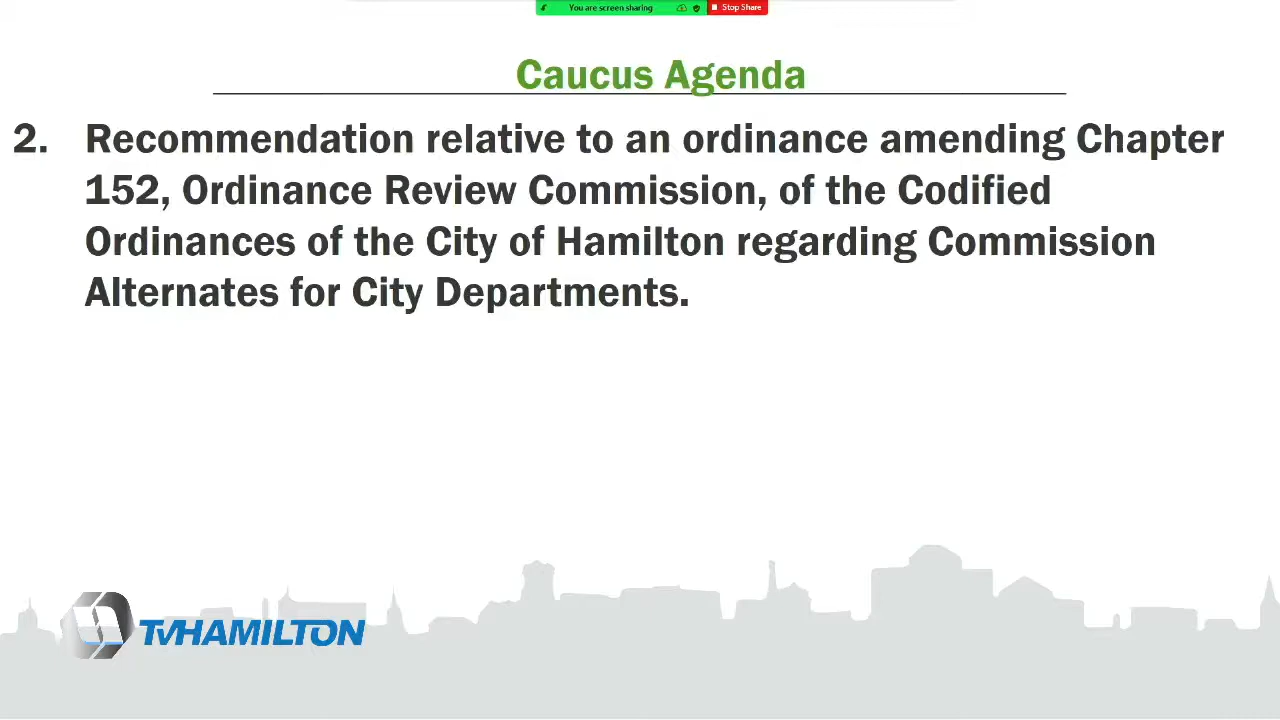 You are screen sharing
Stop Share
Caucus Agenda
2. Recommendation relative to an ordinance amending Chapter
152, Ordinance Review Commission, of the Codified
Ordinances of the City of Hamilton regarding Commission
Alternates for City Departments.
TVHAMILTON